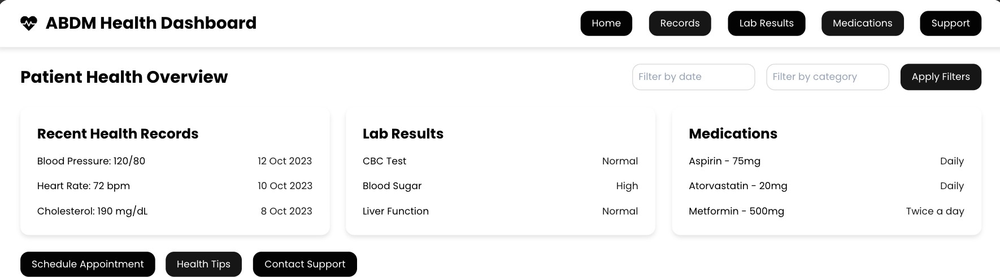 ABDM Health Dashboard
Home
Records
Lab Results
Medications
Support
Patient Health Overview
Filter by date
Filter by category
Apply Filters
Recent Health Records
Blood Pressure: 120/80 12 Oct 2023
Heart Rate: 72 bpm 10 Oct 2023
Cholesterol: 190 mg/dL 8 Oct 2023
Lab Results
CBC Test Normal
Blood Sugar High
Liver Function Normal
Medications
Aspirin - 75mg Daily
Atorvastatin - 20mg Daily
Metformin - 500mg Twice a day
Schedule Appointment
Health Tips
Contact Support